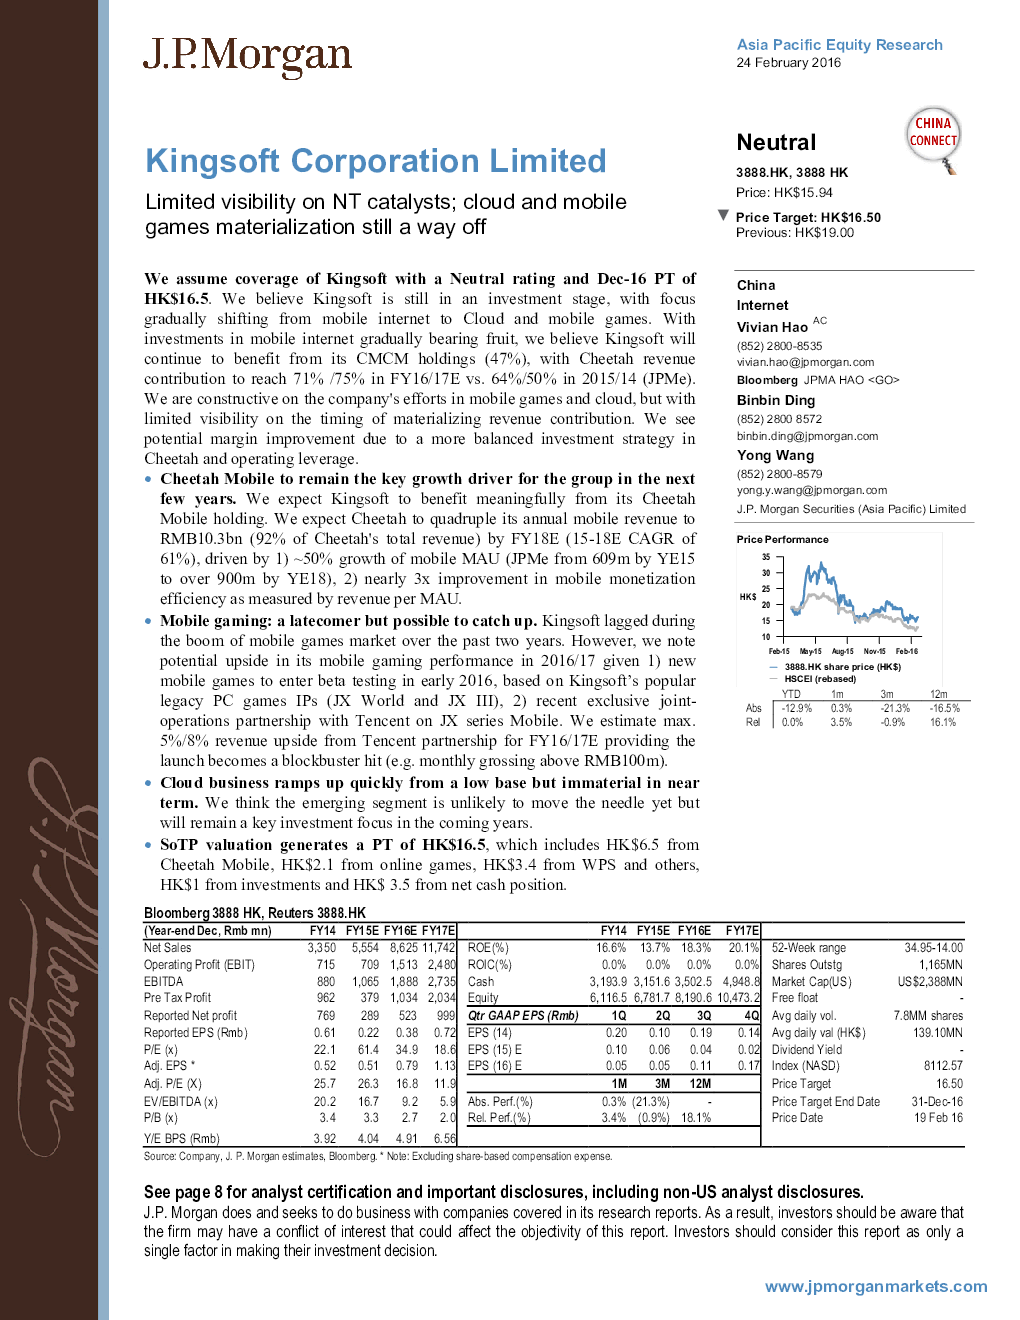 J.P.Morgan
Asia Pacific Equity Research
24 February 2016
CHINA
CONNECT
Kingsoft Corporation Limited
Limited visibility on NT catalysts; cloud and mobile
games materialization still a way off
Neutral
3888.HK, 3888 HK
Price: HK$15.94
▼ Price Target: HK$16.50
Previous: HK$19.00
We assume coverage of Kingsoft with a Neutral rating and Dec-16 PT of
HK$16.5. We believe Kingsoft is still in an investment stage, with focus
gradually shifting from mobile internet to Cloud and mobile games. With
investments in mobile internet gradually bearing fruit, we believe Kingsoft will
continue to benefit from its CMCM holdings (47%), with Cheetah revenue
contribution to reach 71% /75% in FY16/17E vs. 64%/50% in 2015/14 (JPMe).
We are constructive on the company's efforts in mobile games and cloud, but with
limited visibility on the timing of materializing revenue contribution. We see
potential margin improvement due to a more balanced investment strategy in
Cheetah and operating leverage.
• Cheetah Mobile to remain the key growth driver for the group in the next
few years. We expect Kingsoft to benefit meaningfully from its Cheetah
Mobile holding. We expect Cheetah to quadruple its annual mobile revenue to
RMB10.3bn (92% of Cheetah's total revenue) by FY18E (15-18E CAGR of
61%), driven by 1) ~50% growth of mobile MAU (JPMe from 609m by YE15
to over 900m by YE18), 2) nearly 3x improvement in mobile monetization
efficiency as measured by revenue per MAU.
• Mobile gaming: a latecomer but possible to catch up. Kingsoft lagged during
the boom of mobile games market over the past two years. However, we note
potential upside in its mobile gaming performance in 2016/17 given 1) new
mobile games to enter beta testing in early 2016, based on Kingsoft's popular
legacy PC games IPs (JX World and JX III), 2) recent exclusive joint-
operations partnership with Tencent on JX series Mobile. We estimate max.
5%/8% revenue upside from Tencent partnership for FY16/17E providing the
launch becomes a blockbuster hit (e.g. monthly grossing above RMB100m).
• Cloud business ramps up quickly from a low base but immaterial in near
term. We think the emerging segment is unlikely to move the needle yet but
will remain a key investment focus in the coming years.
• SoTP valuation generates a PT of HK$16.5, which includes HK$6.5 from
Cheetah Mobile, HK$2.1 from online games, HK$3.4 from WPS and others,
HK$1 from investments and HK$ 3.5 from net cash position.
China
Internet
Vivian Hao AC
(852) 2800-8535
vivian.hao@jpmorgan.com
Bloomberg JPMA HAO <GO>
Binbin Ding
(852) 2800 8572
binbin.ding@jpmorgan.com
Yong Wang
(852) 2800-8579
yong.y.wang@jpmorgan.com
J.P. Morgan Securities (Asia Pacific) Limited
Price Performance
35
30
25
HK$
20
15
10
Feb-15 May-15 Aug-15 Nov-15 Feb-16
3888.HK share price (HK$)
HSCEI (rebased)
YTD 1m 3m 12m
Abs -12.9% 0.3% -21.3% -16.5%
Rel 0.0% 3.5% -0.9% 16.1%
Bloomberg 3888 HK, Reuters 3888.HK
(Year-end Dec, Rmb mn) FY14 FY15E FY16E FY17E FY14 FY15E FY16E FY17E
Net Sales 3,350 5,554 8,625 11,742 ROE(%) 16.6% 13.7% 18.3% 20.1% 52-Week range 34.95-14.00
Operating Profit (EBIT) 715 709 1,513 2,480 ROIC(%) 0.0% 0.0% 0.0% 0.0% Shares Outstg 1,165MN
EBITDA 880 1,065 1,888 2,735 Cash 3,193.9 3,151.6 3,502.5 4,948.8 Market Cap(US) US$2,388MN
Pre Tax Profit 962 379 1,034 2,034 Equity 6,116.5 6,781.7 8,190.6 10,473.2 Free float -
Reported Net profit 769 289 523 999 Qtr GAAP EPS (Rmb) 1Q 2Q 3Q 4Q Avg daily vol. 7.8MM shares
Reported EPS (Rmb) 0.61 0.22 0.38 0.72 EPS (14) 0.20 0.10 0.19 0.14 Avg daily val (HK$) 139.10MN
P/E (x) 22.1 61.4 34.9 18.6 EPS (15) E 0.10 0.06 0.04 0.02 Dividend Yield -
Adj. EPS * 0.52 0.51 0.79 1.13 EPS (16) E 0.05 0.05 0.11 0.17 Index (NASD) 8112.57
Adj. P/E (X) 25.7 26.3 16.8 11.9 1M 3M 12M Price Target 16.50
EV/EBITDA (x) 20.2 16.7 9.2 5.9 Abs. Perf.(%) 0.3% (21.3%) - Price Target End Date 31-Dec-16
P/B (x) 3.4 3.3 2.7 2.0 Rel. Perf.(%) 3.4% (0.9%) 18.1% Price Date 19 Feb 16
Y/E BPS (Rmb) 3.92 4.04 4.91 6.56
Source: Company, J. P. Morgan estimates, Bloomberg. * Note: Excluding share-based compensation expense.
See page 8 for analyst certification and important disclosures, including non-US analyst disclosures.
J.P. Morgan does and seeks to do business with companies covered in its research reports. As a result, investors should be aware that
the firm may have a conflict of interest that could affect the objectivity of this report. Investors should consider this report as only a
single factor in making their investment decision.
www.jpmorganmarkets.com
J.P.Morgan